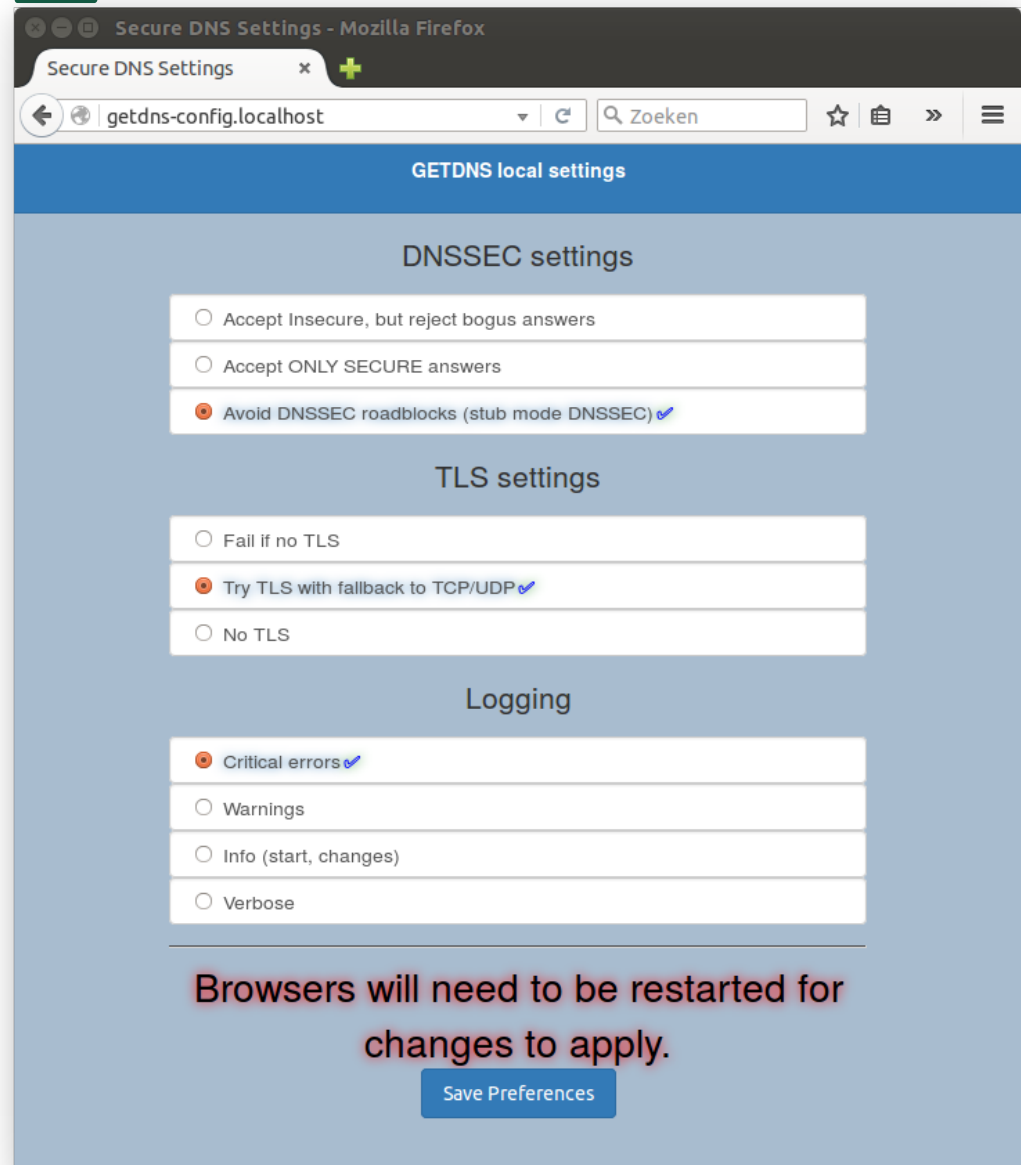 Secure DNS Settings - Mozilla Firefox
Secure DNS Settings
getdns-config.localhost
Zoeken
GETDNS local settings
DNSSEC settings
Accept Insecure, but reject bogus answers
Accept ONLY SECURE answers
Avoid DNSSEC roadblocks (stub mode DNSSEC)✔
TLS settings
Fail if no TLS
Try TLS with fallback to TCP/UDP✔
No TLS
Logging
Critical errors✔
Warnings
Info (start, changes)
Verbose
Browsers will need to be restarted for
changes to apply.
Save Preferences